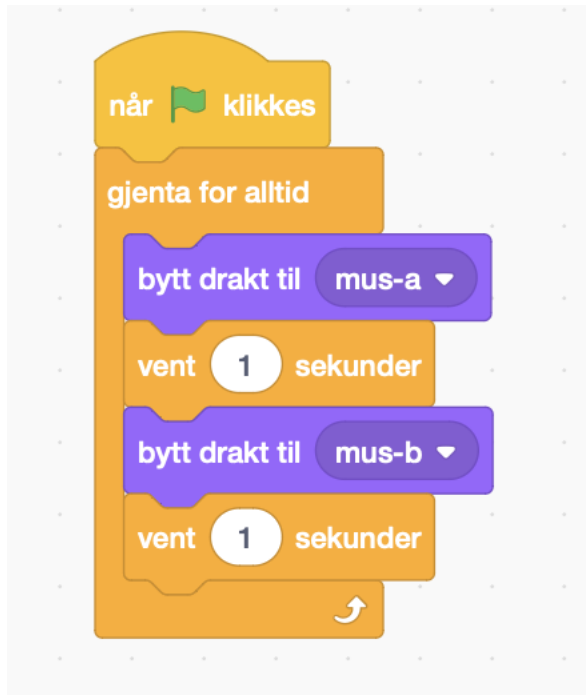 når klikkes
gjenta for alltid
bytt drakt til mus-a
vent 1 sekunder
bytt drakt til mus-b
vent 1 sekunder